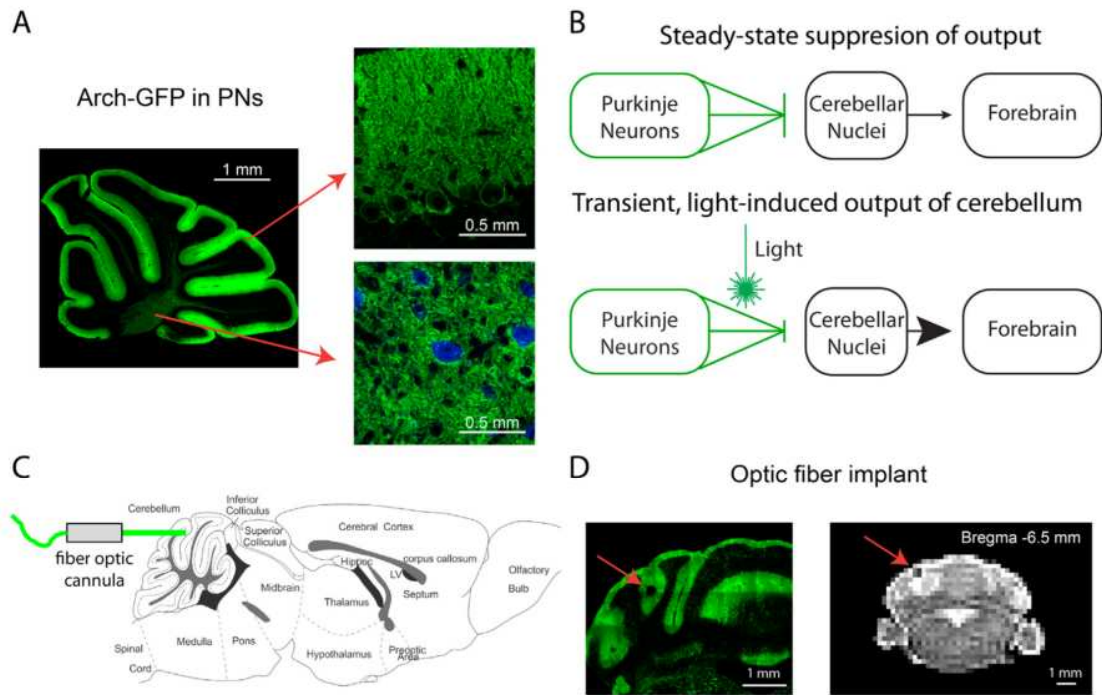 A
Arch-GFP in PNs
1 mm
0.5 mm
0.5 mm
B
Steady-state suppresion of output
Purkinje
Neurons
Cerebellar
Nuclei
Forebrain
Transient, light-induced output of cerebellum
Light
Purkinje
Neurons
Cerebellar
Nuclei
Forebrain
C
fiber optic
cannula
Cerebellum
Inferior
Colliculus
Superior
Colliculus
Cerebral Cortex
corpus callosum
Hippoc
LV
Septum
Olfactory
Bulb
Midbrain
Thalamus
Spinal
Cord
Medulla
Pons
Hypothalamus
Preoptic
Area
D
Optic fiber implant
1 mm
Bregma -6.5 mm
1 mm